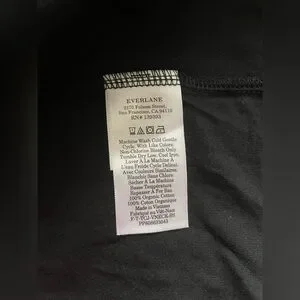 EVERLANE
2170 Folsom Street,
San Francisco, CA 94110
RN# 139393
Machine Wash Cold Gentle
Cycle, With Like Colors
Non-Chlorine Bleach Only
Tumble Dry Low, Cool Iron
Laver À La Machine À
L'eau Froide Cycle Délicat
Avec Couleurs Similaires
Blanchir Sans Chlore
Sécher À La Machine À
Basse Température
Repasser À Fer Bas
100% Organic Cotton
100% Coton Organique
Made in Vietnam
Fabriqué au Viêt-Nam